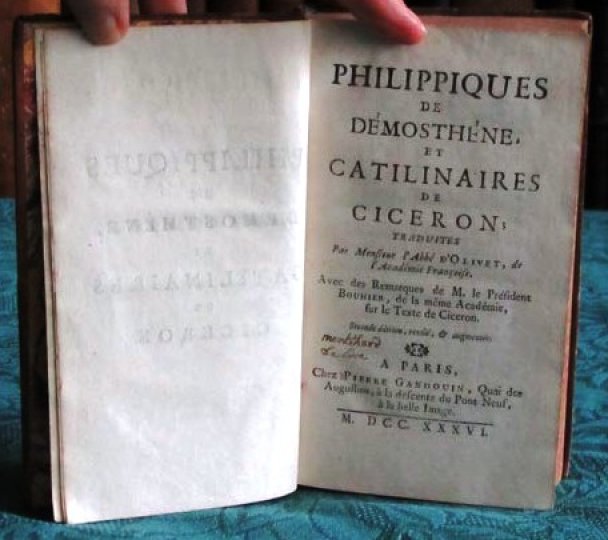 PHILIPPIQUES
DE
DÉMOSTHÈNE,
ET
CATILINAIRES
DE
CICERON;
TRADUITES
Par Monsieur l'Abbé D'OLIVET, de
l'Académie Françoise.
Avec des Remarques de M. le Président
BOUHIER, de la même Académie,
sur le Texte de Ciceron.
Seconde édition, revûë, & augmentée.
A PARIS,
Chez PIERRE GANDOUIN, Quai des
Augustins, à la descente du Pont Neuf,
à la belle Image.
M. DCC. XXXVI.